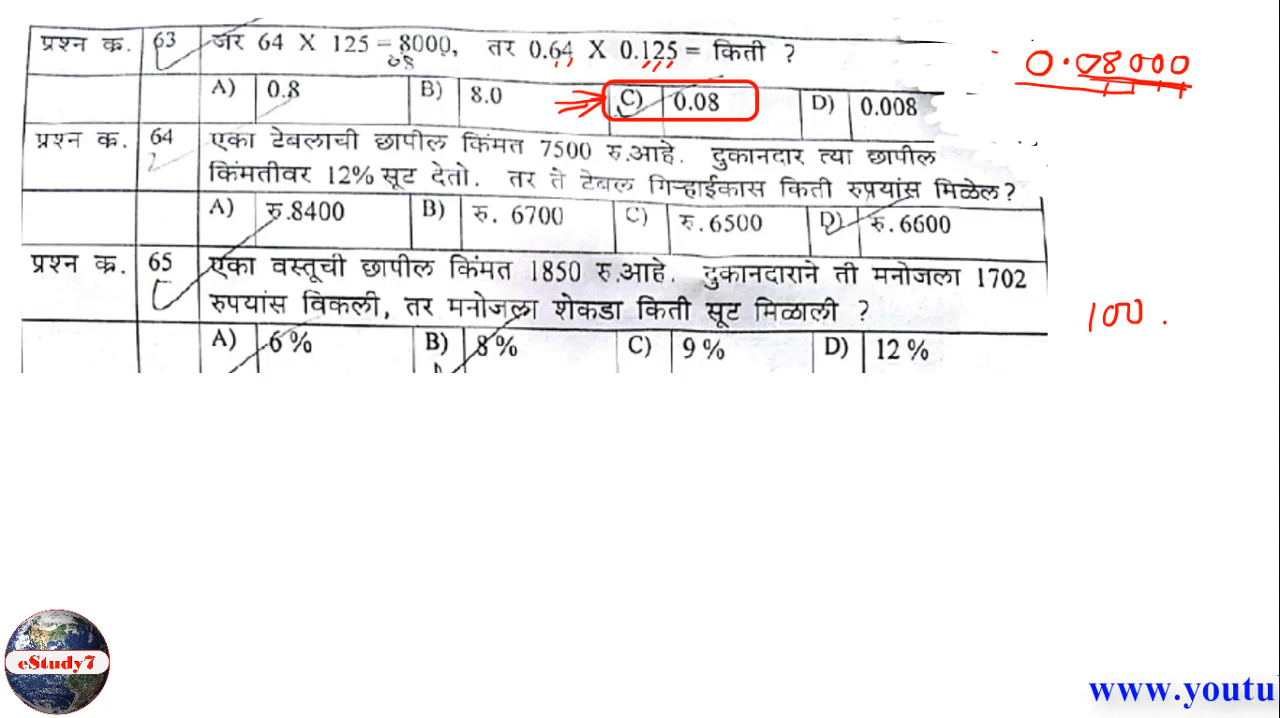 प्रश्न क. 63 जर 64 X 125 = 8000, तर 0.64 X 0.125 = किती ?
0.08000
A) 0.8 B) 8.0 C) 0.08 D) 0.008
प्रश्न क. 64 एका टेबलाची छापील किंमत 7500 रु.आहे. दुकानदार त्या छापील
किंमतीवर 12% सूट देतो. तर ते टेबल गिऱ्हाईकास किती रुपयांस मिळेल?
A) रु.8400 B) रु. 6700 C) रु. 6500 D) रु. 6600
प्रश्न क्र. 65 एका वस्तूची छापील किंमत 1850 रु.आहे. दुकानदाराने ती मनोजला 1702
रुपयांस विकली, तर मनोजला शेकडा किती सूट मिळाली ?
100
A) 6% B) 8% C) 9% D) 12%
eStudy7
www.youtu